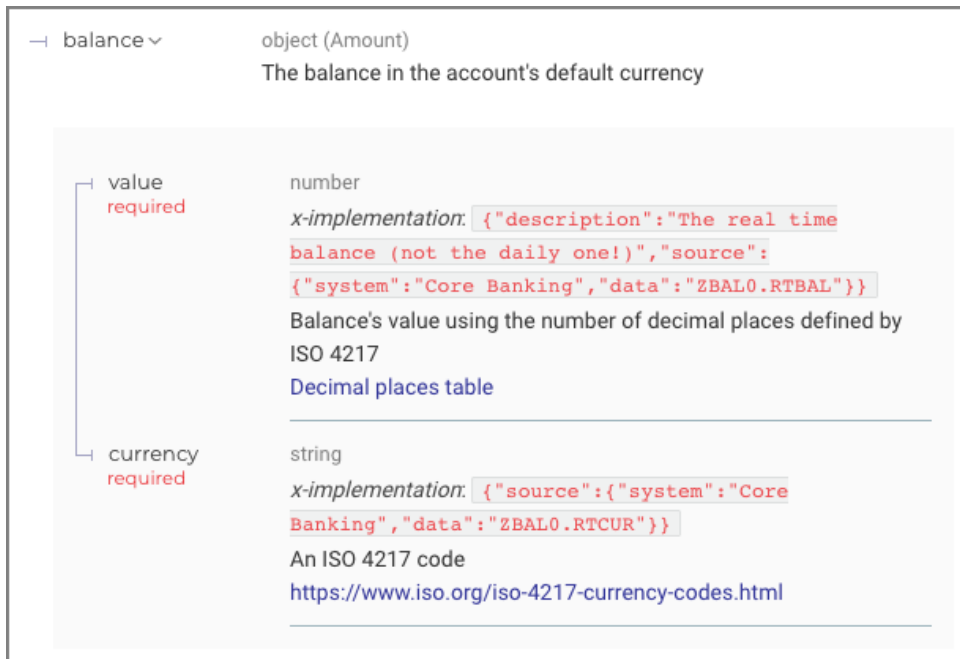 balance
object (Amount)
The balance in the account's default currency
value
required
number
x-implementation: {"description":"The real time
balance (not the daily one!)","source":
{"system":"Core Banking","data":"ZBAL0.RTBAL"}}
Balance's value using the number of decimal places defined by
ISO 4217
Decimal places table
currency
required
string
x-implementation: {"source":{"system":"Core
Banking","data":"ZBAL0.RTCUR"}}
An ISO 4217 code
https://www.iso.org/iso-4217-currency-codes.html